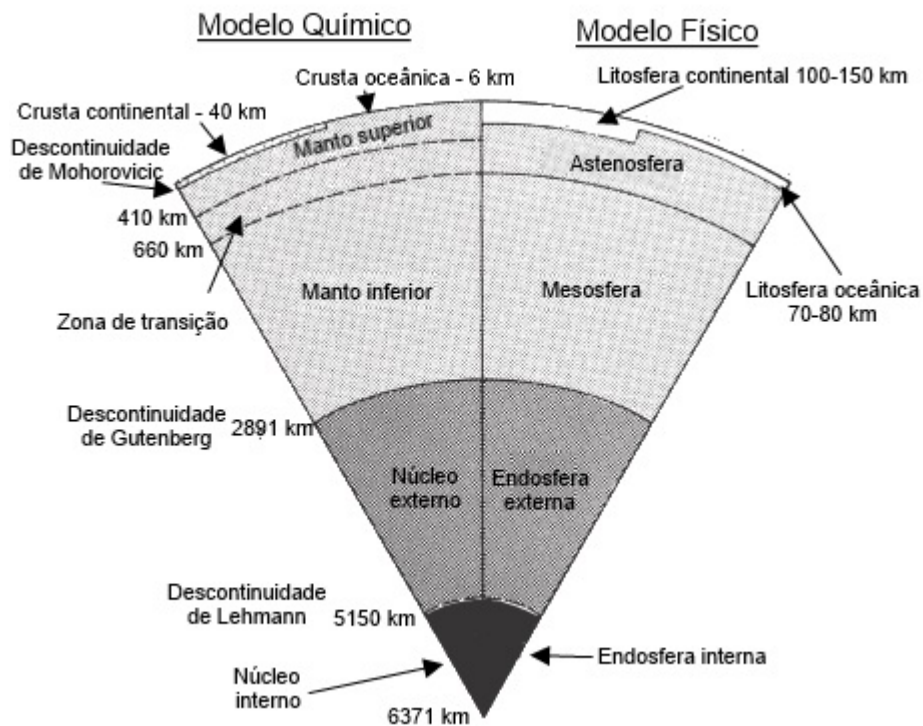 Modelo Químico
Modelo Físico
Crusta oceânica - 6 km
Litosfera continental 100-150 km
Crusta continental - 40 km
Manto superior
Descontinuidade
de Mohorovicic
Astenosfera
410 km
660 km
Manto inferior
Mesosfera
Zona de transição
Litosfera oceânica
70-80 km
Descontinuidade
de Gutenberg
2891 km
Núcleo
externo
Endosfera
externa
Descontinuidade
de Lehmann
5150 km
Núcleo
interno
Endosfera interna
6371 km